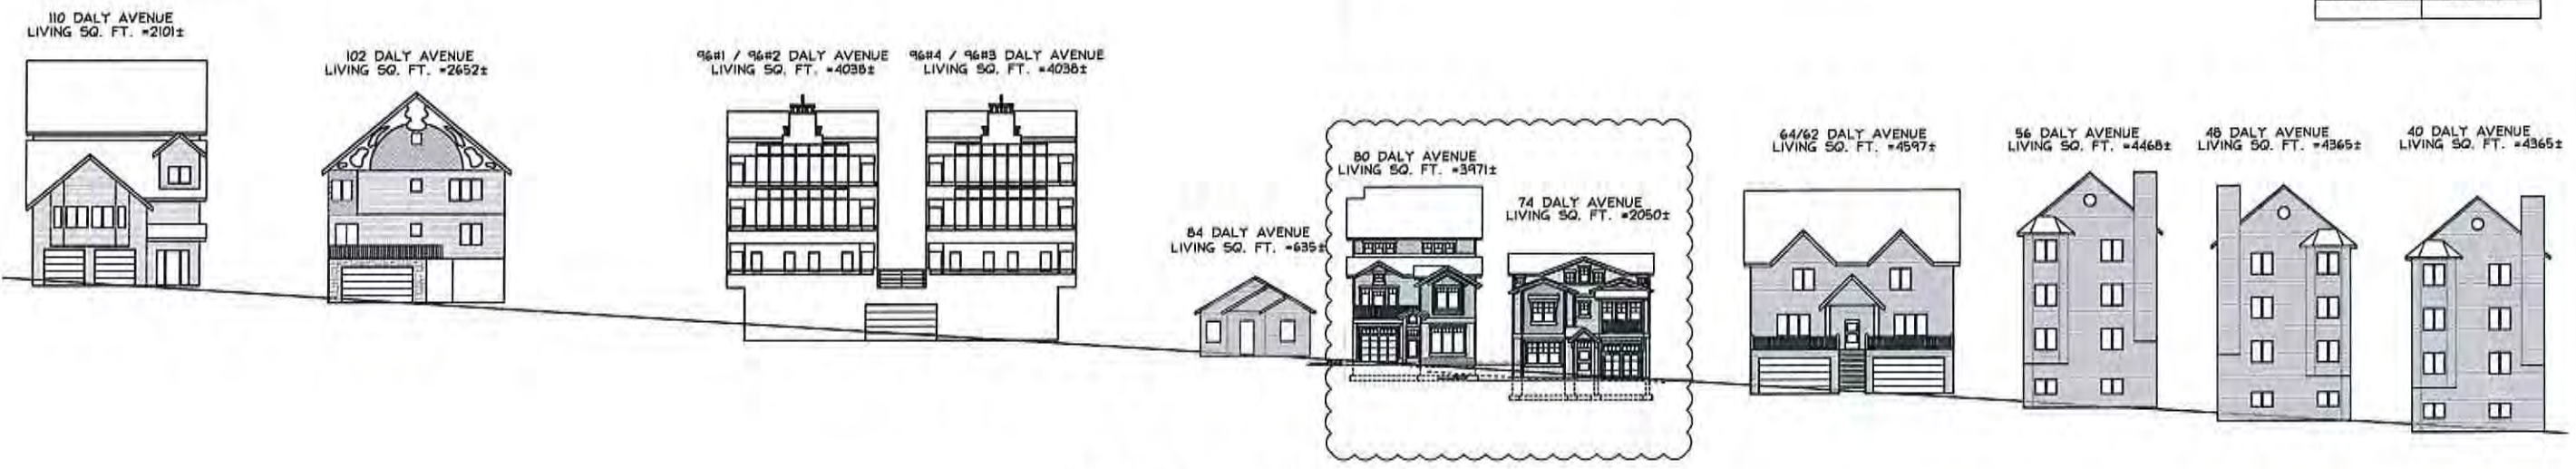 110 DALY AVENUE
LIVING SQ. FT. =2101±
102 DALY AVENUE
LIVING SQ. FT. =2652±
96#1 / 96#2 DALY AVENUE
LIVING SQ. FT. =4038±
96#4 / 96#3 DALY AVENUE
LIVING SQ. FT. =4038±
84 DALY AVENUE
LIVING SQ. FT. =635±
80 DALY AVENUE
LIVING SQ. FT. =3971±
74 DALY AVENUE
LIVING SQ. FT. =2050±
64/62 DALY AVENUE
LIVING SQ. FT. =4597±
56 DALY AVENUE
LIVING SQ. FT. =4468±
48 DALY AVENUE
LIVING SQ. FT. =4365±
40 DALY AVENUE
LIVING SQ. FT. =4365±